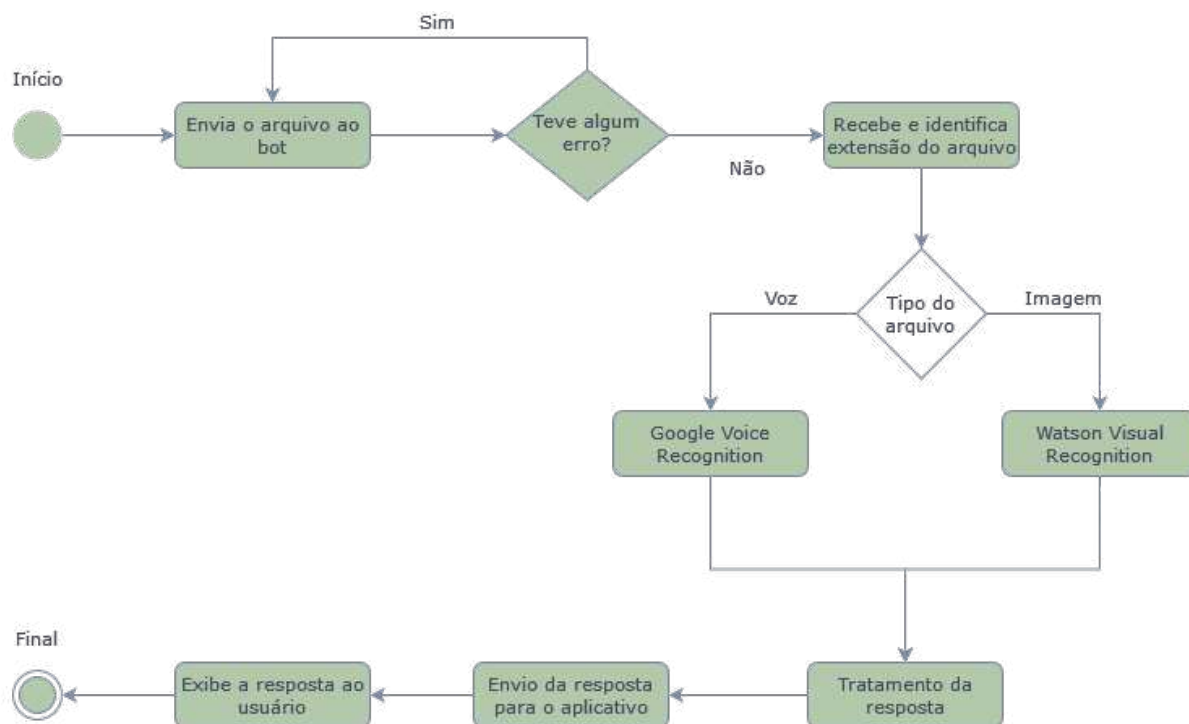 Sim
Início
Envia o arquivo ao
bot
Teve algum
erro?
Não
Recebe e identifica
extensão do arquivo
Voz
Tipo do
arquivo
Imagem
Google Voice
Recognition
Watson Visual
Recognition
Final
Exibe a resposta ao
usuário
Envio da resposta
para o aplicativo
Tratamento da
resposta